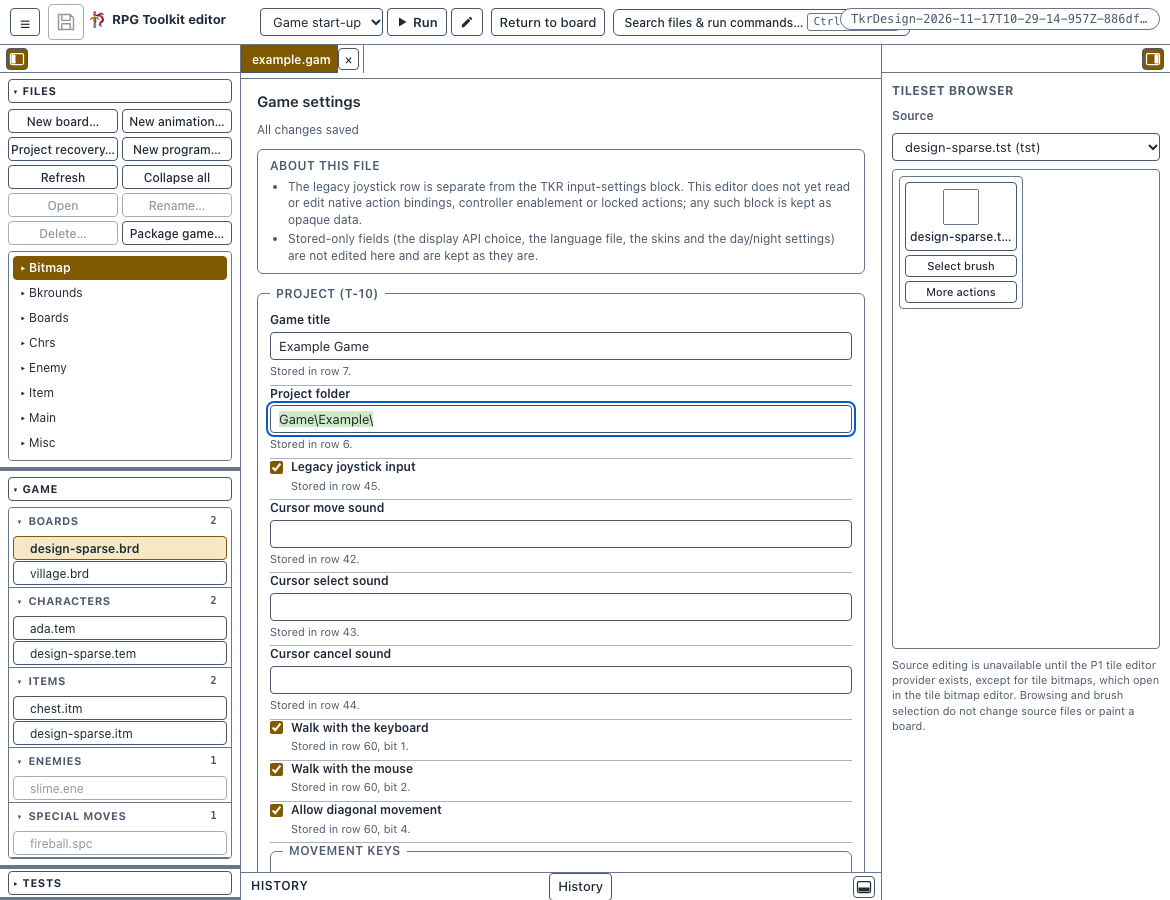 RPG Toolkit editor
Game start-up
Run
Return to board
Search files & run commands...
Ctrl
TkrDesign-2026-11-17T10-29-14-957Z-886df...
FILES
New board...
New animation...
Project recovery...
New program...
Refresh
Collapse all
Open
Rename...
Delete...
Package game...
Bitmap
Bkrounds
Boards
Chrs
Enemy
Item
Main
Misc
GAME
BOARDS 2
design-sparse.brd
village.brd
CHARACTERS 2
ada.tem
design-sparse.tem
ITEMS 2
chest.itm
design-sparse.itm
ENEMIES 1
slime.ene
SPECIAL MOVES 1
fireball.spc
TESTS
example.gam x
Game settings
All changes saved
ABOUT THIS FILE
The legacy joystick row is separate from the TKR input-settings block. This editor does not yet read
or edit native action bindings, controller enablement or locked actions; any such block is kept as
opaque data.
Stored-only fields (the display API choice, the language file, the skins and the day/night settings)
are not edited here and are kept as they are.
PROJECT (T-10)
Game title
Example Game
Stored in row 7.
Project folder
Game\Example\
Stored in row 6.
Legacy joystick input
Stored in row 45.
Cursor move sound
Stored in row 42.
Cursor select sound
Stored in row 43.
Cursor cancel sound
Stored in row 44.
Walk with the keyboard
Stored in row 60, bit 1.
Walk with the mouse
Stored in row 60, bit 2.
Allow diagonal movement
Stored in row 60, bit 4.
MOVEMENT KEYS
HISTORY
History
TILESET BROWSER
Source
design-sparse.tst (tst)
design-sparse.t...
Select brush
More actions
Source editing is unavailable until the P1 tile editor
provider exists, except for tile bitmaps, which open
in the tile bitmap editor. Browsing and brush
selection do not change source files or paint a
board.